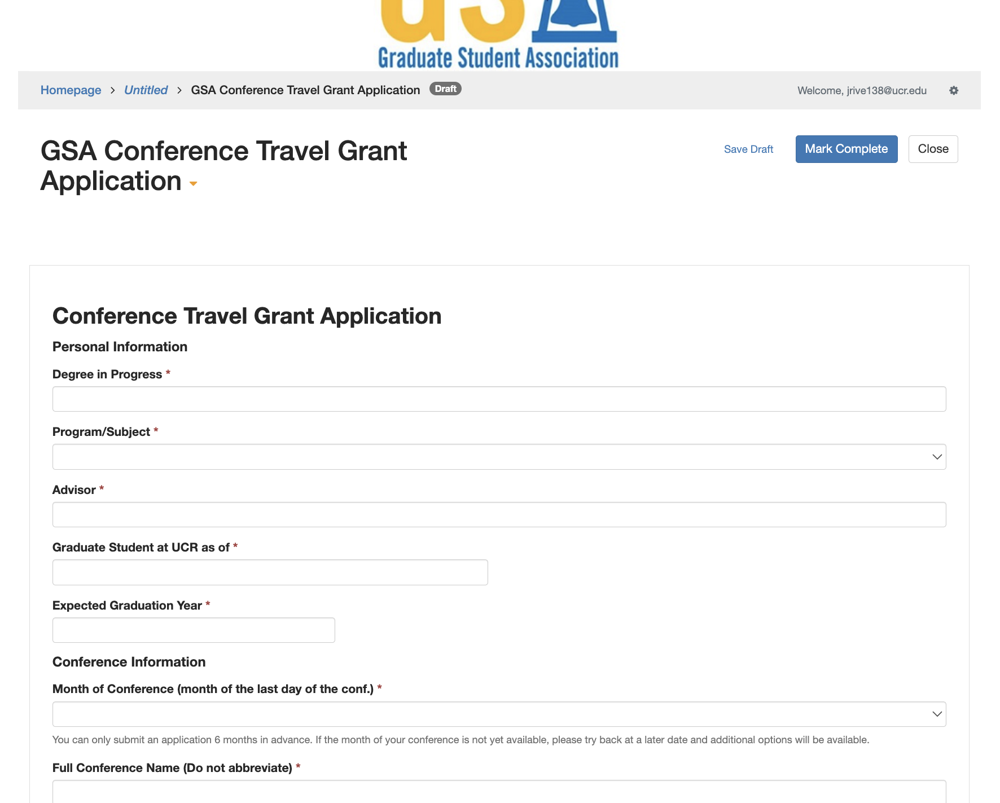 GSA
Graduate Student Association
Homepage > Untitled > GSA Conference Travel Grant Application Draft
Welcome, jrive138@ucr.edu
GSA Conference Travel Grant
Application
Save Draft
Mark Complete
Close
Conference Travel Grant Application
Personal Information
Degree in Progress *
Program/Subject *
Advisor *
Graduate Student at UCR as of *
Expected Graduation Year *
Conference Information
Month of Conference (month of the last day of the conf.) *
You can only submit an application 6 months in advance. If the month of your conference is not yet available, please try back at a later date and additional options will be available.
Full Conference Name (Do not abbreviate) *